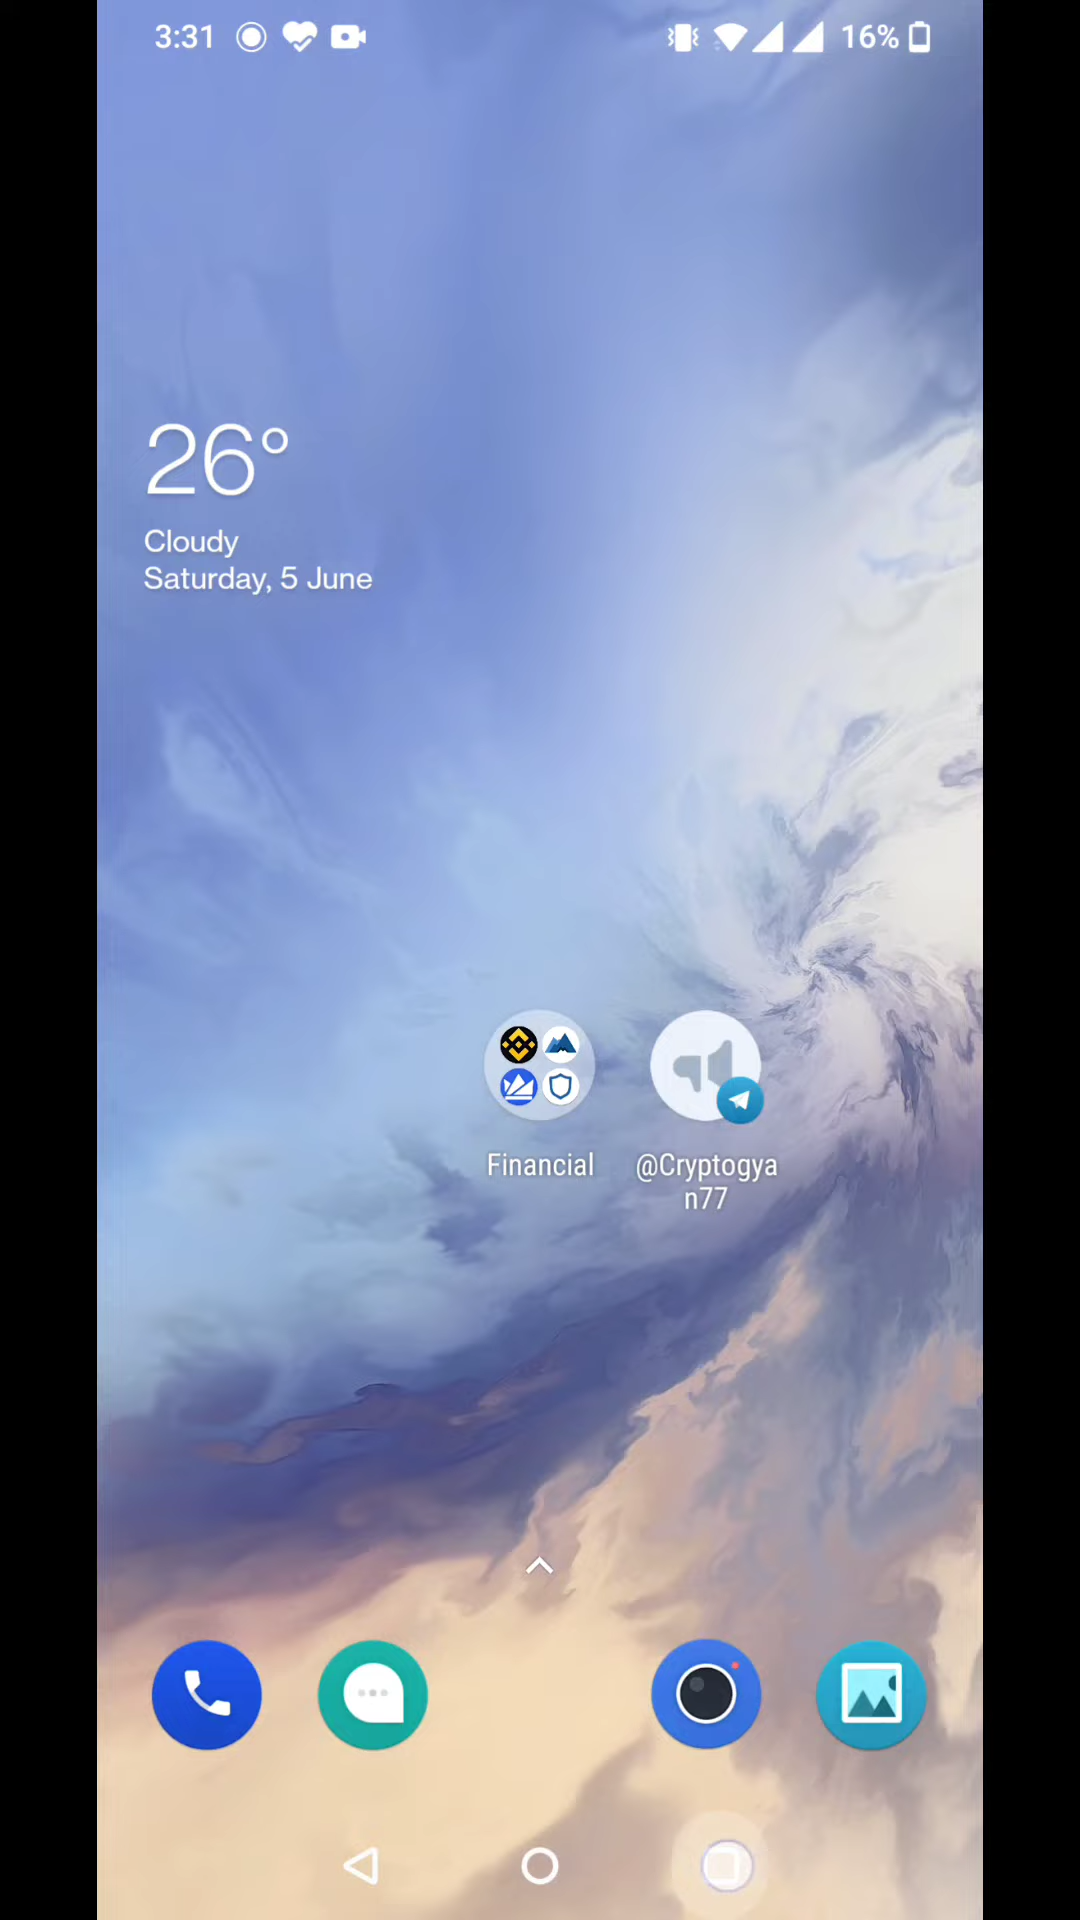 3:31
16%
26°
Cloudy
Saturday, 5 June
Financial
@Cryptogya
n77